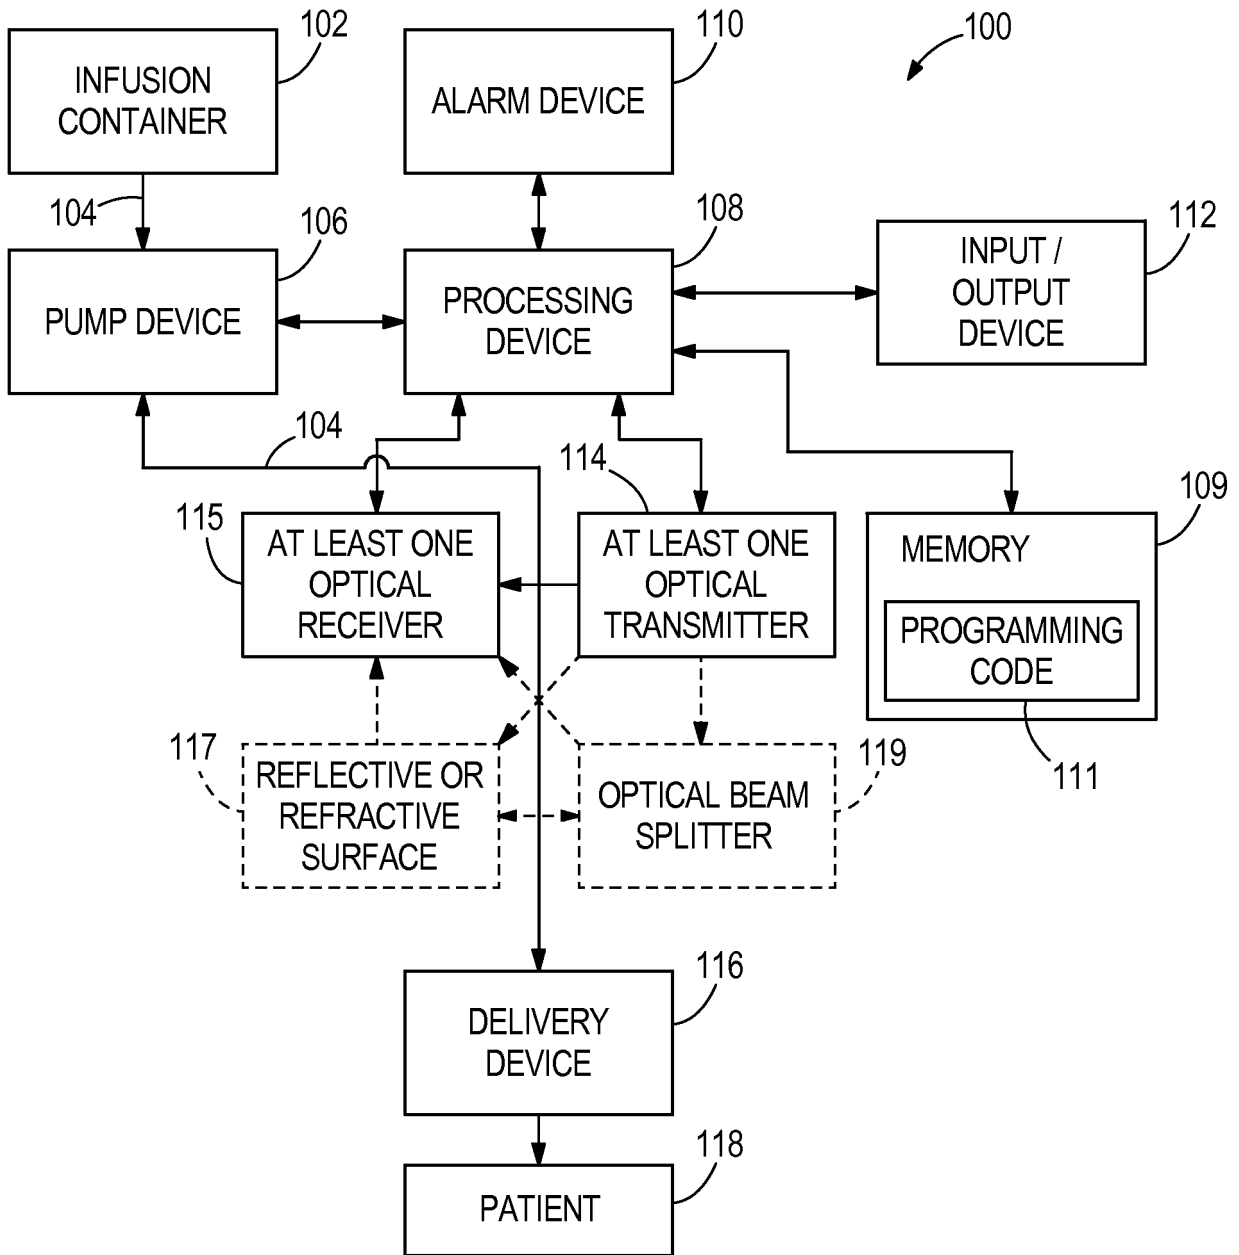 102
110
100
INFUSION
CONTAINER
ALARM DEVICE
104
106
108
112
PUMP DEVICE
PROCESSING
DEVICE
INPUT /
OUTPUT
DEVICE
104
114
109
115
AT LEAST ONE
OPTICAL
RECEIVER
AT LEAST ONE
OPTICAL
TRANSMITTER
MEMORY
PROGRAMMING
CODE
117
119
111
REFLECTIVE OR
REFRACTIVE
SURFACE
OPTICAL BEAM
SPLITTER
116
DELIVERY
DEVICE
118
PATIENT